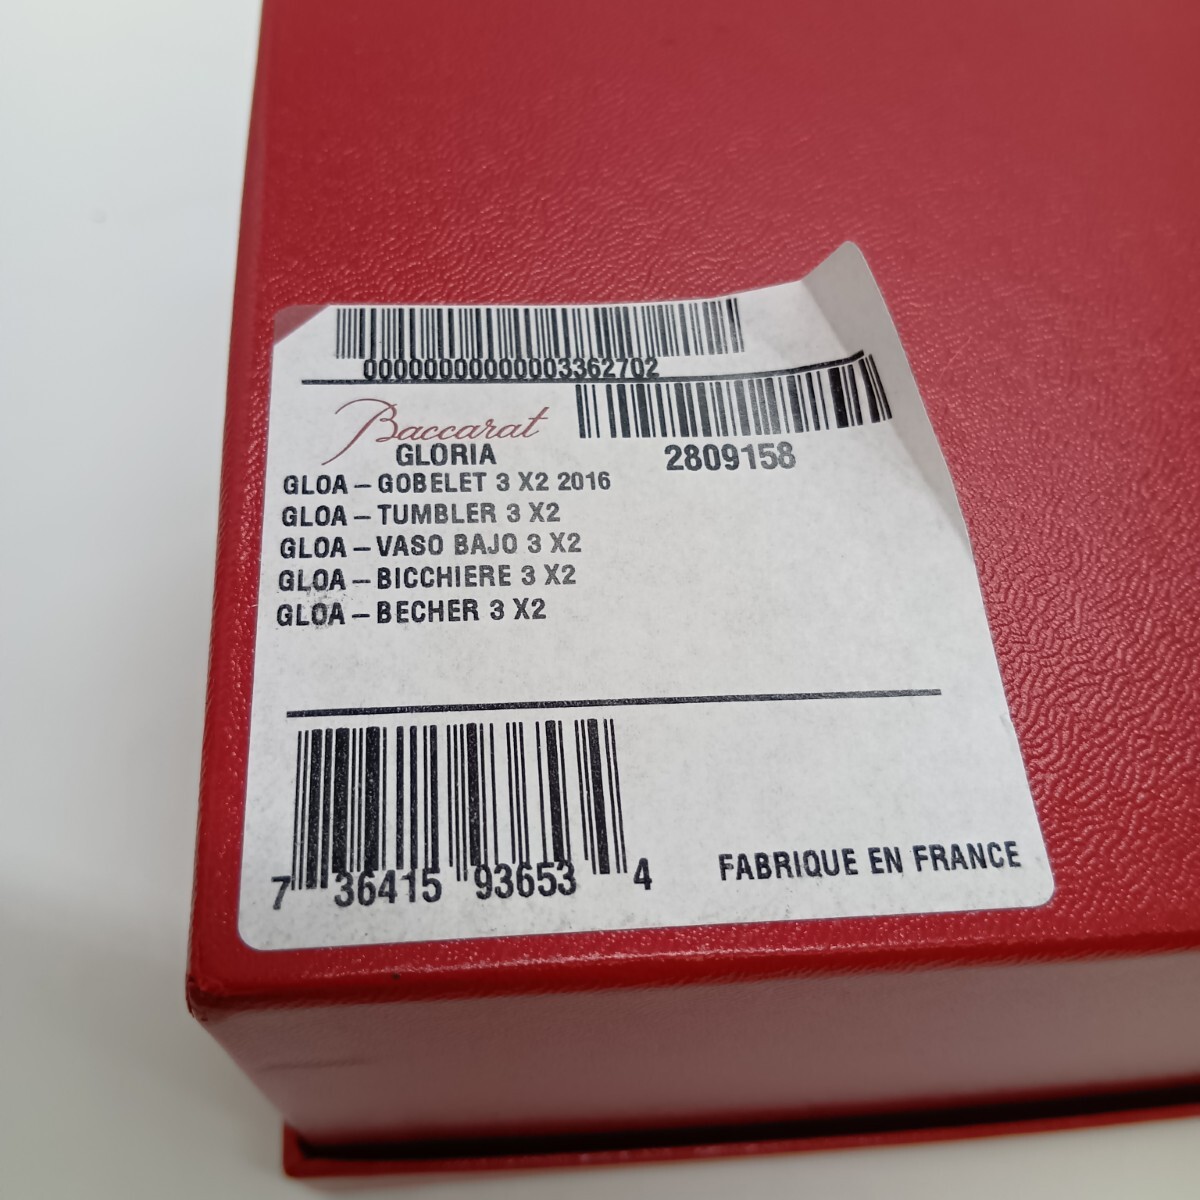 000000000000003362702
Baccarat
GLORIA
2809158
GLOA – GOBELET 3 X2 2016
GLOA – TUMBLER 3 X2
GLOA – VASO BAJO 3 X2
GLOA – BICCHIERE 3 X2
GLOA – BECHER 3 X2
7 36415 93653 4
FABRIQUE EN FRANCE